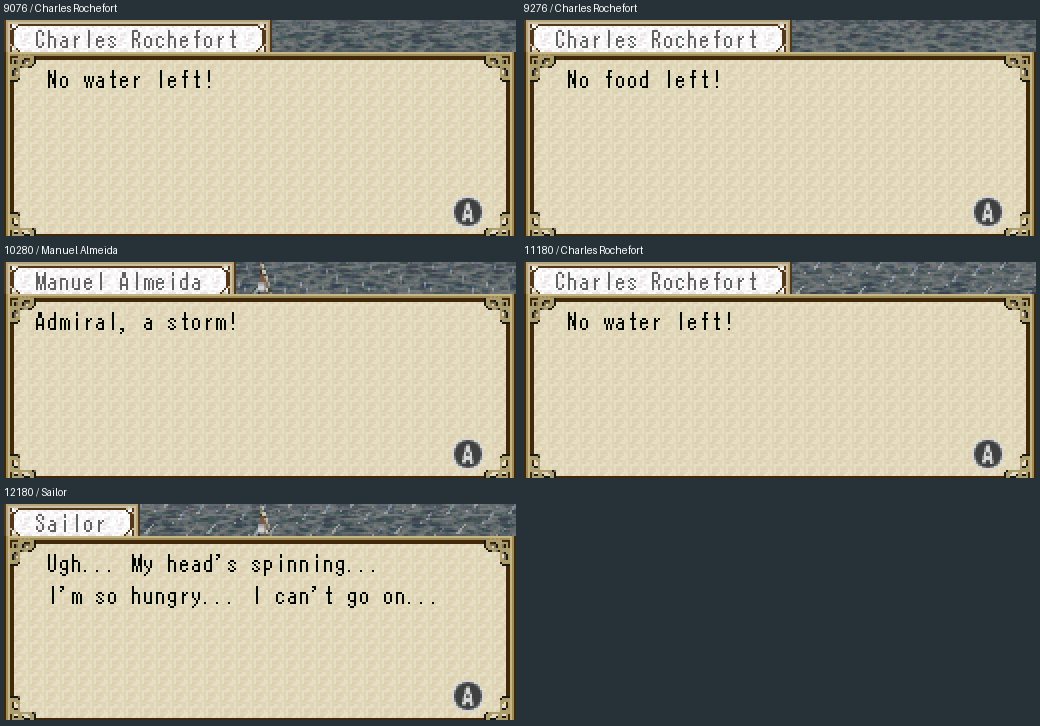 9076 / Charles Rochefort
Charles Rochefort
No water left!
A
9276 / Charles Rochefort
Charles Rochefort
No food left!
A
10280 / Manuel Almeida
Manuel Almeida
Admiral, a storm!
A
11180 / Charles Rochefort
Charles Rochefort
No water left!
A
12180 / Sailor
Sailor
Ugh... My head's spinning...
I'm so hungry... I can't go on...
A